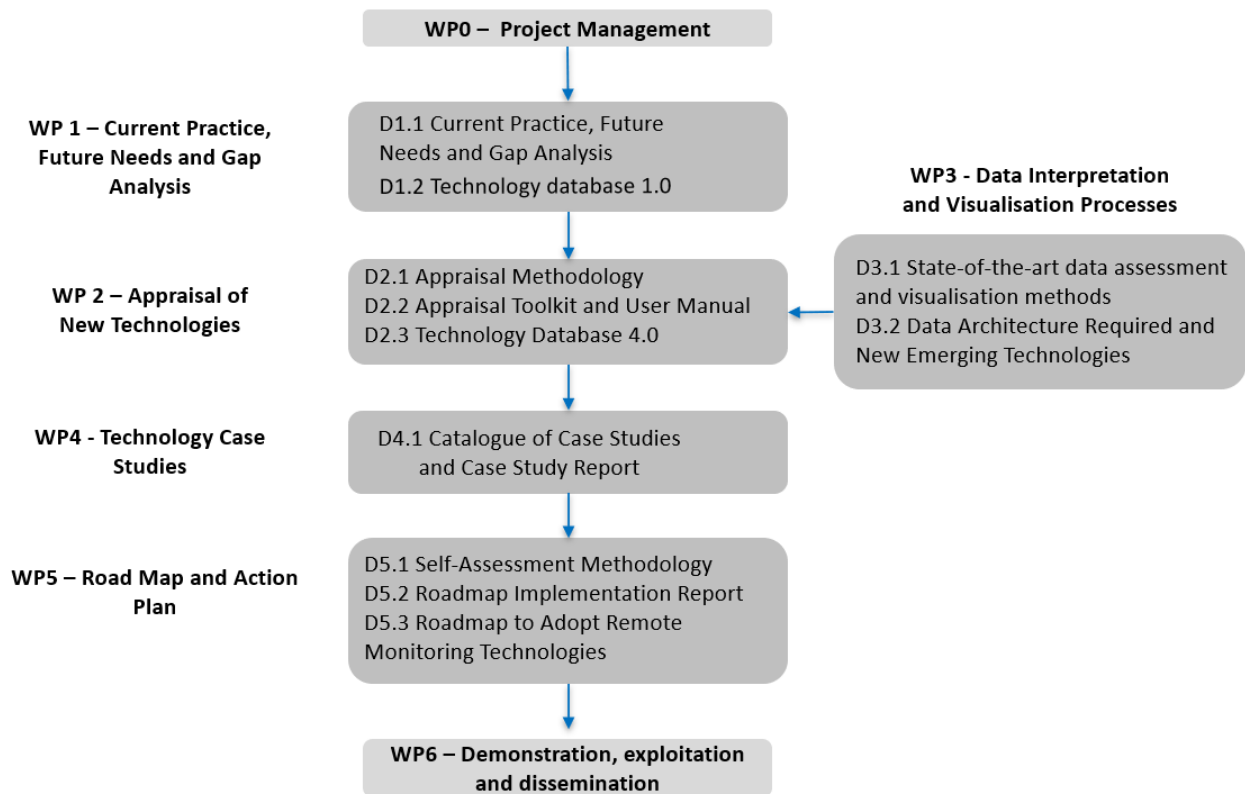 WP0 – Project Management
WP 1 – Current Practice,
Future Needs and Gap
Analysis
D1.1 Current Practice, Future
Needs and Gap Analysis
D1.2 Technology database 1.0
WP3 - Data Interpretation
and Visualisation Processes
D3.1 State-of-the-art data assessment
and visualisation methods
D3.2 Data Architecture Required and
New Emerging Technologies
WP 2 – Appraisal of
New Technologies
D2.1 Appraisal Methodology
D2.2 Appraisal Toolkit and User Manual
D2.3 Technology Database 4.0
WP4 - Technology Case
Studies
D4.1 Catalogue of Case Studies
and Case Study Report
WP5 – Road Map and Action
Plan
D5.1 Self-Assessment Methodology
D5.2 Roadmap Implementation Report
D5.3 Roadmap to Adopt Remote
Monitoring Technologies
WP6 – Demonstration, exploitation
and dissemination